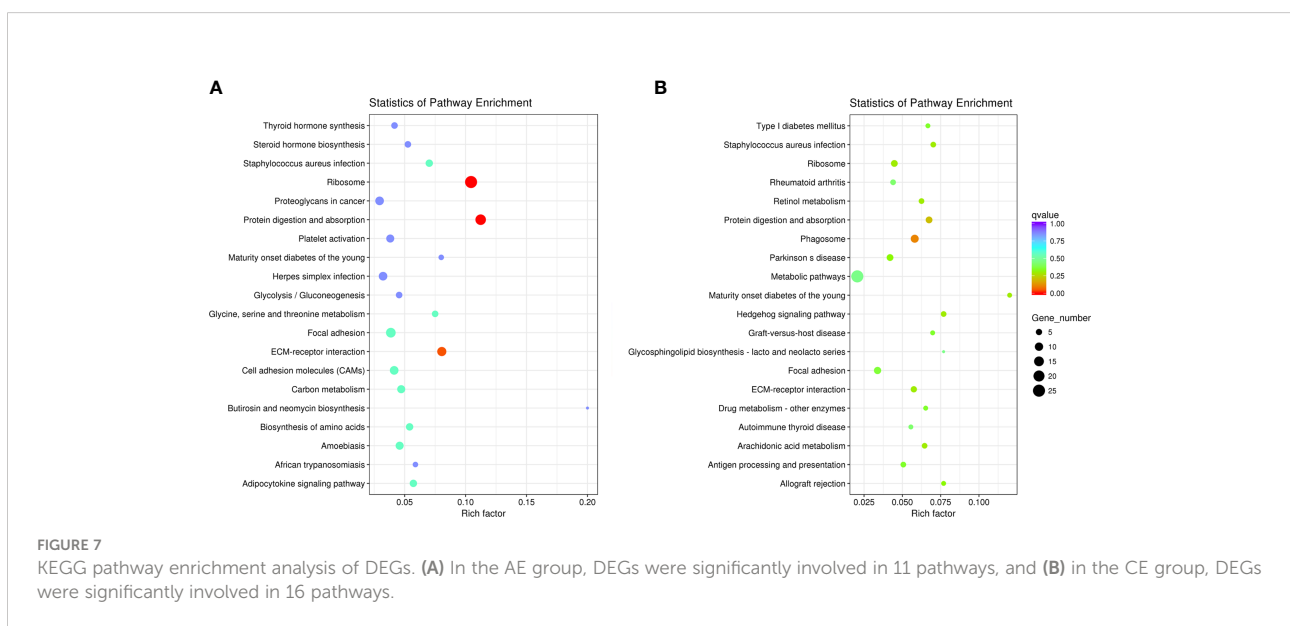 A
Statistics of Pathway Enrichment
Thyroid hormone synthesis
Steroid hormone biosynthesis
Staphylococcus aureus infection
Ribosome
Proteoglycans in cancer
Protein digestion and absorption
Platelet activation
Maturity onset diabetes of the young
Herpes simplex infection
Glycolysis / Gluconeogenesis
Glycine, serine and threonine metabolism
Focal adhesion
ECM-receptor interaction
Cell adhesion molecules (CAMs)
Carbon metabolism
Butirosin and neomycin biosynthesis
Biosynthesis of amino acids
Amoebiasis
African trypanosomiasis
Adipocytokine signaling pathway
0.05 0.10 0.15 0.20
Rich factor
B
Statistics of Pathway Enrichment
Type I diabetes mellitus
Staphylococcus aureus infection
Ribosome
Rheumatoid arthritis
Retinol metabolism
Protein digestion and absorption
Phagosome
Parkinson s disease
Metabolic pathways
Maturity onset diabetes of the young
Hedgehog signaling pathway
Graft-versus-host disease
Glycosphingolipid biosynthesis - lacto and neolacto series
Focal adhesion
ECM-receptor interaction
Drug metabolism - other enzymes
Autoimmune thyroid disease
Arachidonic acid metabolism
Antigen processing and presentation
Allograft rejection
0.025 0.050 0.075 0.100
Rich factor
qvalue
1.00
0.75
0.50
0.25
0.00
Gene_number
5
10
15
20
25
FIGURE 7
KEGG pathway enrichment analysis of DEGs. (A) In the AE group, DEGs were significantly involved in 11 pathways, and (B) in the CE group, DEGs
were significantly involved in 16 pathways.